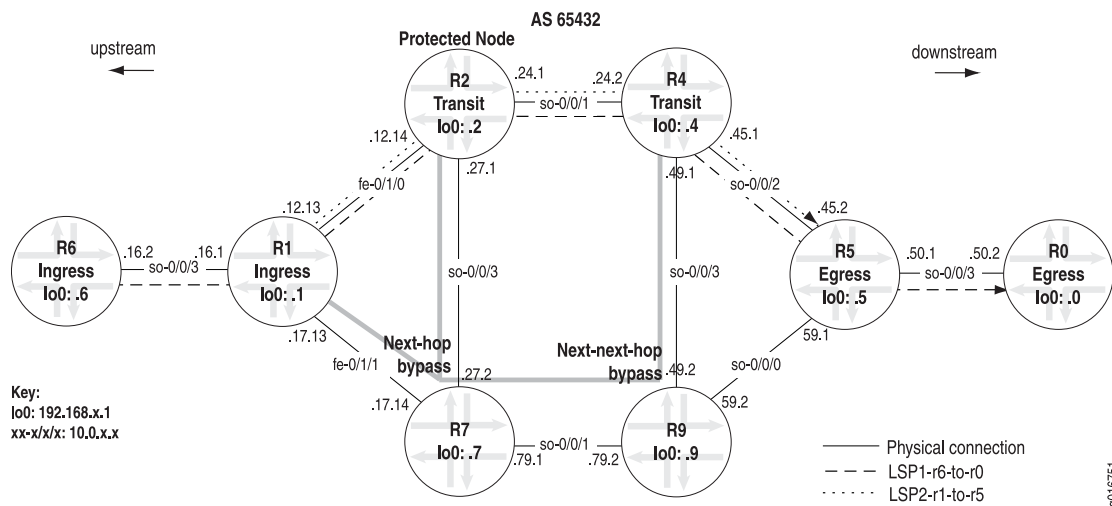 AS 65432
upstream
Protected Node
downstream
R2
Transit
lo0: .2
.24.1
.24.2
so-0/0/1
R4
Transit
lo0: .4
.12.14
.27.1
.49.1
.45.1
fe-0/1/0
so-0/0/2
.12.13
.45.2
R6
Ingress
lo0: .6
.16.2
.16.1
so-0/0/3
R1
Ingress
lo0: .1
so-0/0/3
so-0/0/3
R5
Egress
lo0: .5
.50.1
.50.2
so-0/0/3
R0
Egress
lo0: .0
.17.13
59.1
Next-hop
bypass
Next-next-hop
bypass
fe-0/1/1
so-0/0/0
.27.2
.49.2
.17.14
59.2
Key:
lo0: 192.168.x.1
xx-x/x/x: 10.0.x.x
R7
lo0: .7
so-0/0/1
.79.1
.79.2
R9
lo0: .9
Physical connection
LSP1-r6-to-r0
LSP2-r1-to-r5
g016751